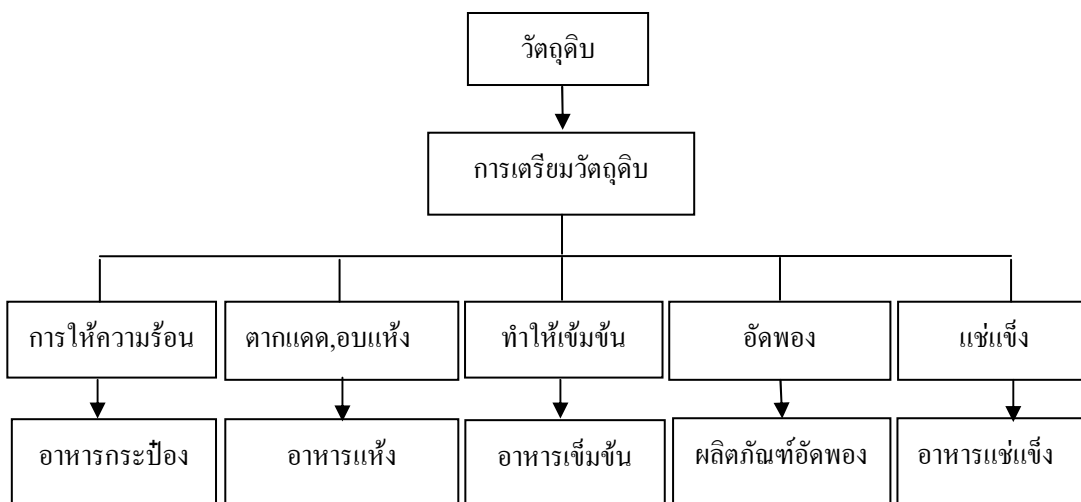 วัตถุดิบ
การเตรียมวัตถุดิบ
การให้ความร้อน
ตากแดด,อบแห้ง
ทำให้เข้มข้น
อัดพอง
แช่แข็ง
อาหารกระป๋อง
อาหารแห้ง
อาหารเข็มข้น
ผลิตภัณฑ์อัดพอง
อาหารแช่แข็ง